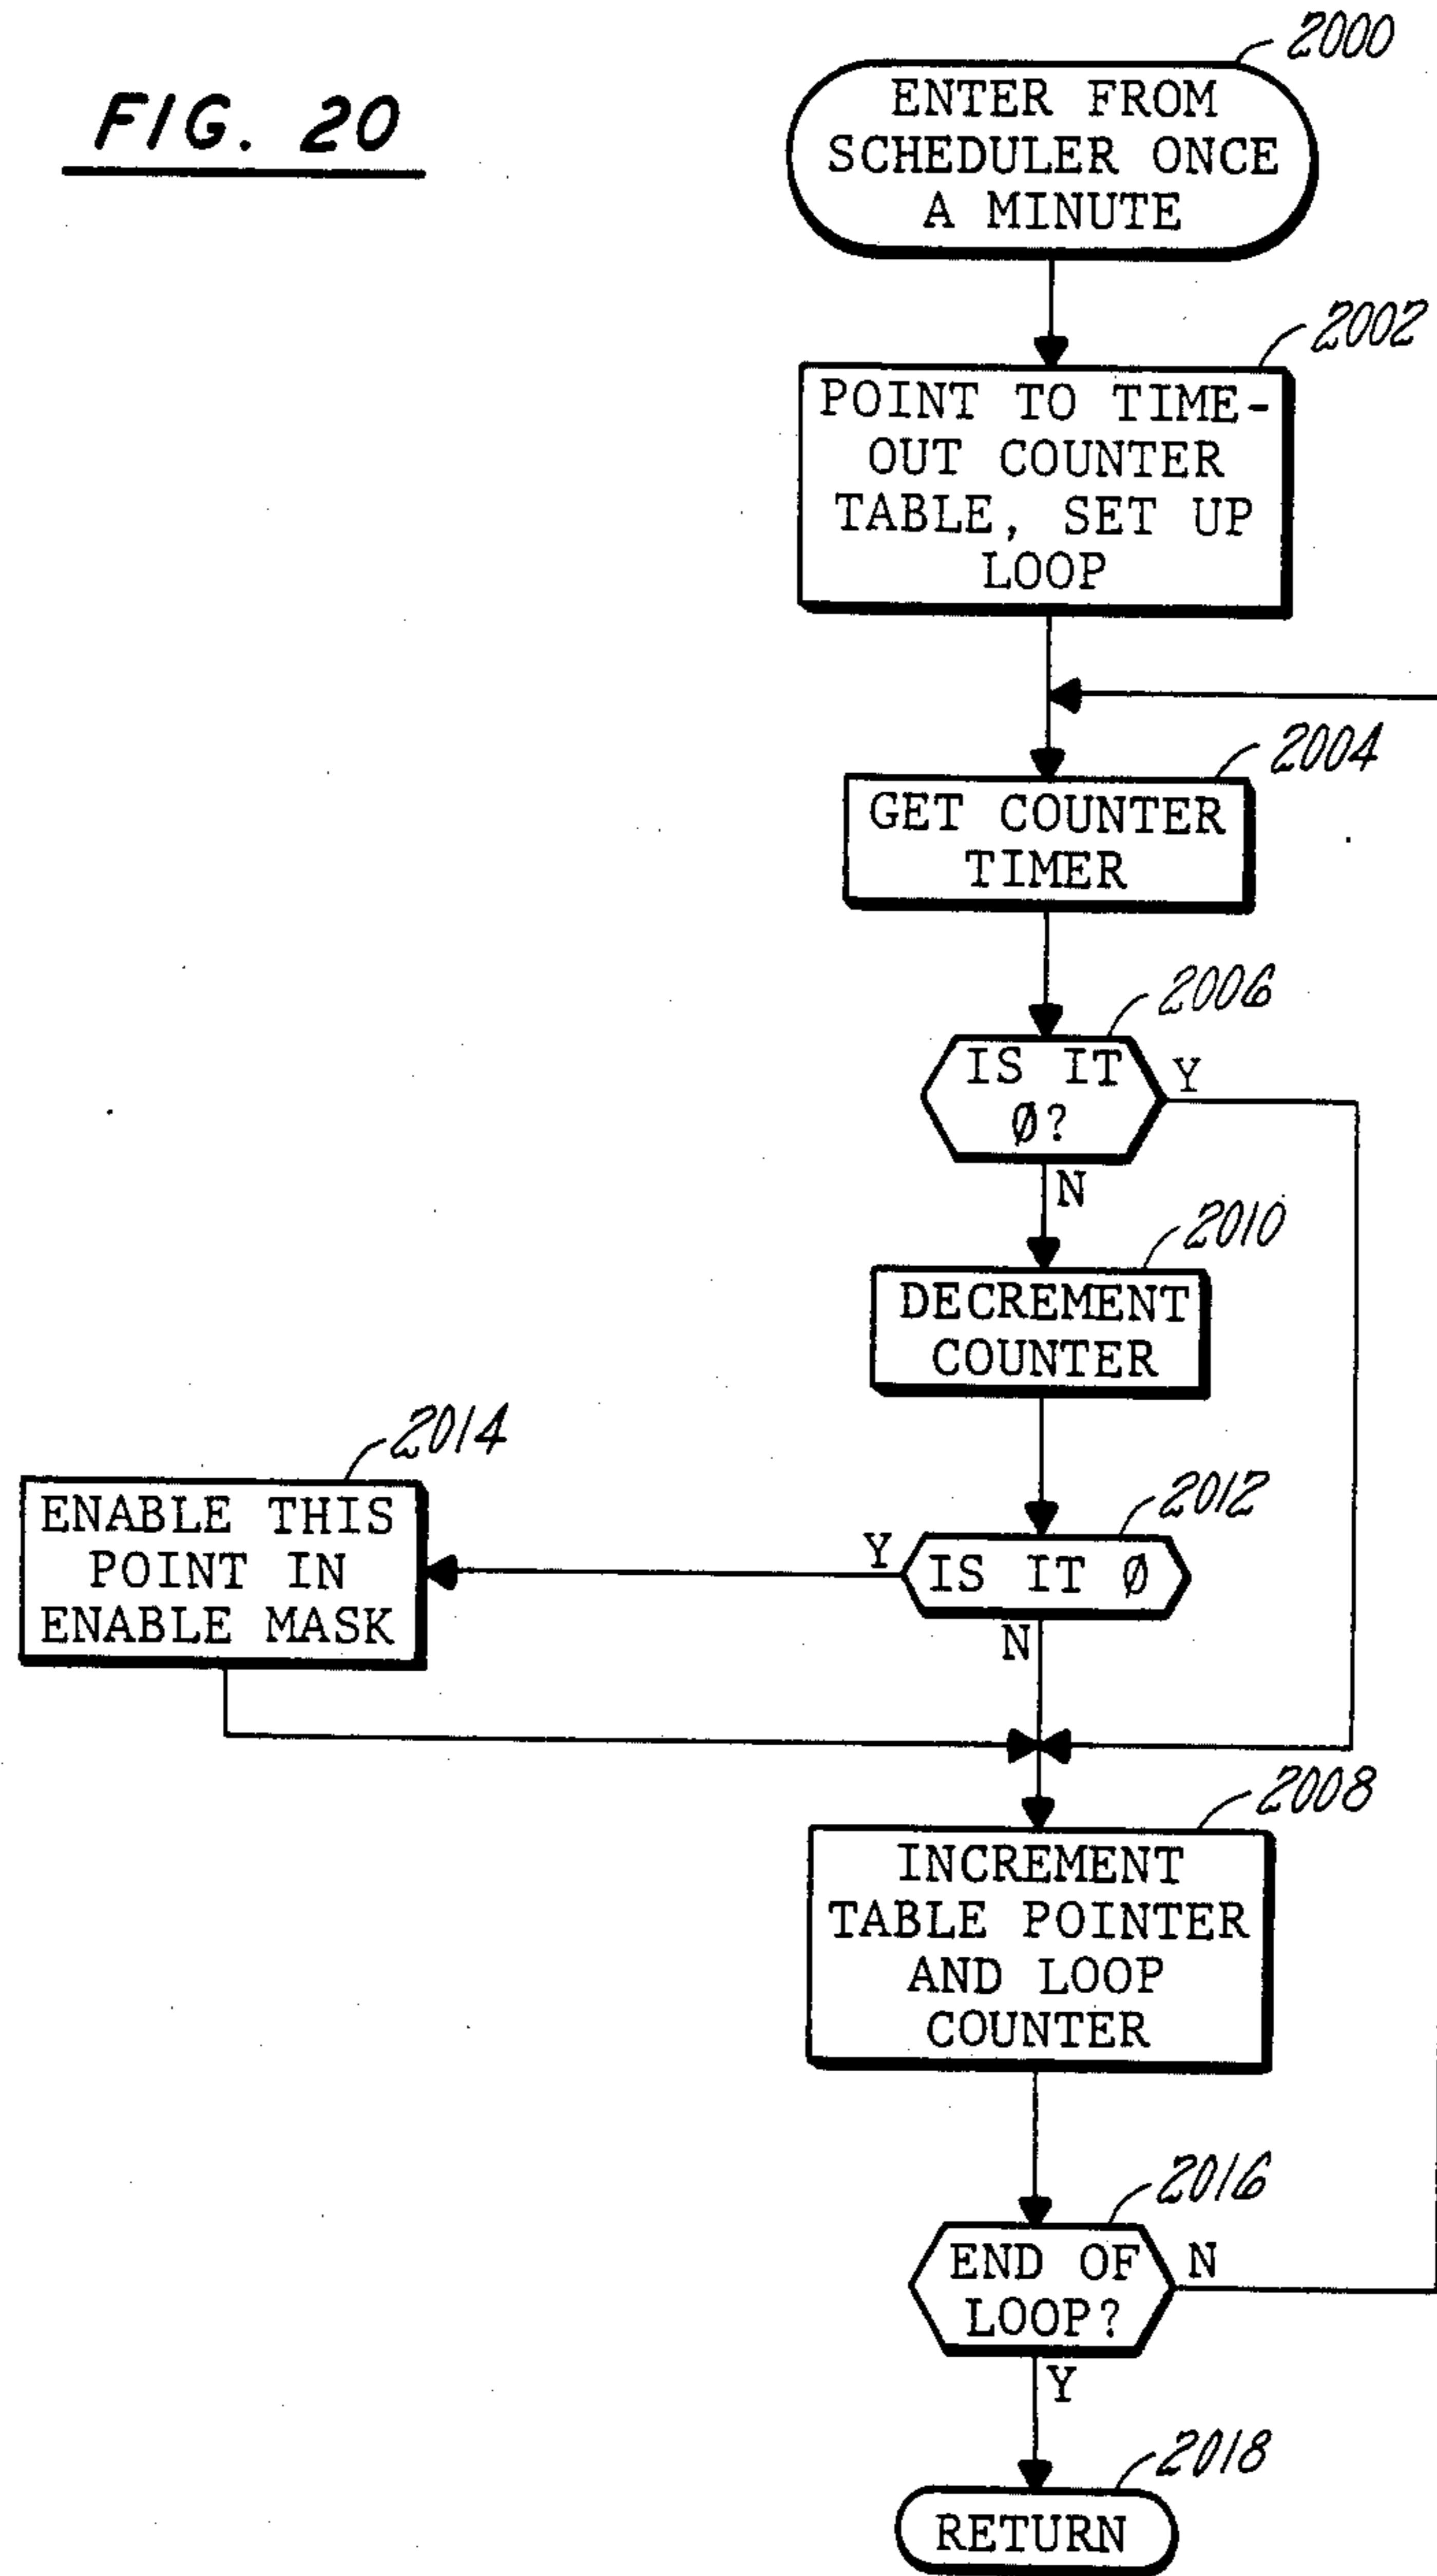 FIG. 20
2000
ENTER FROM
SCHEDULER ONCE
A MINUTE
2002
POINT TO TIME-
OUT COUNTER
TABLE, SET UP
LOOP
2004
GET COUNTER
TIMER
2006
IS IT
Ø?
Y
N
2010
DECREMENT
COUNTER
2014
ENABLE THIS
POINT IN
ENABLE MASK
2012
Y
IS IT Ø
N
2008
INCREMENT
TABLE POINTER
AND LOOP
COUNTER
2016
END OF
LOOP?
N
Y
2018
RETURN